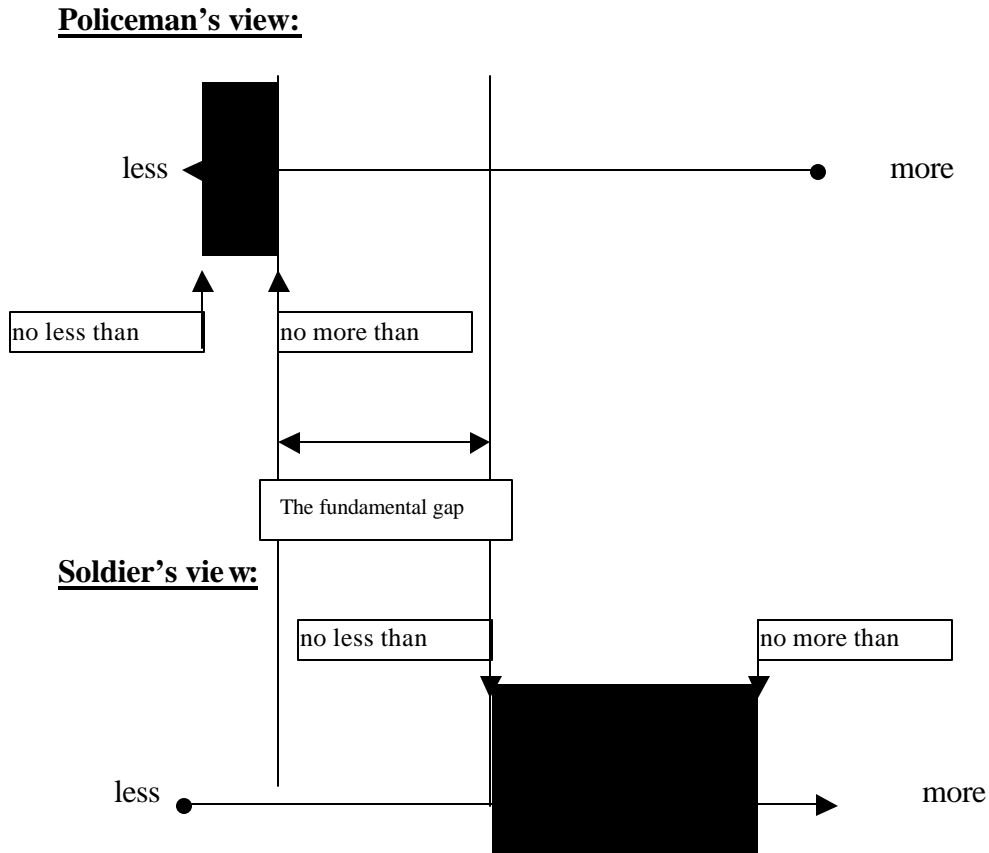 Policeman's view:
less
more
no less than
no more than
The fundamental gap
Soldier's vie w:
no less than
no more than
less
more